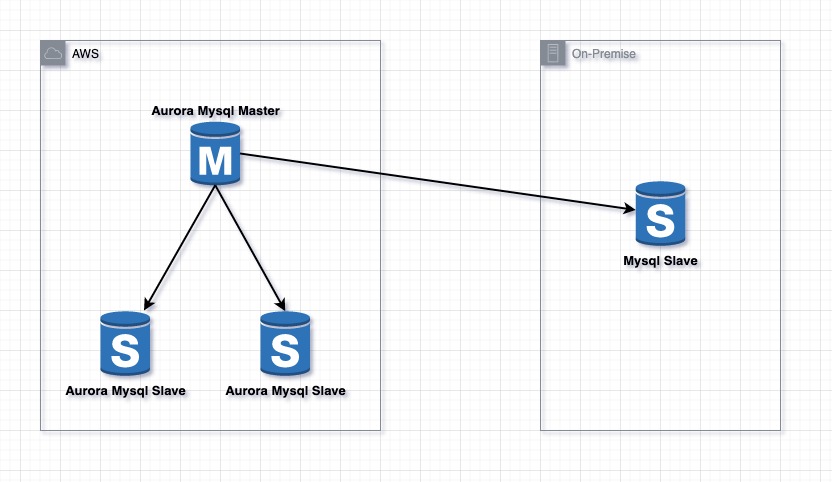 AWS
On-Premise
Aurora Mysql Master
M
S
Mysql Slave
S
S
Aurora Mysql Slave
Aurora Mysql Slave